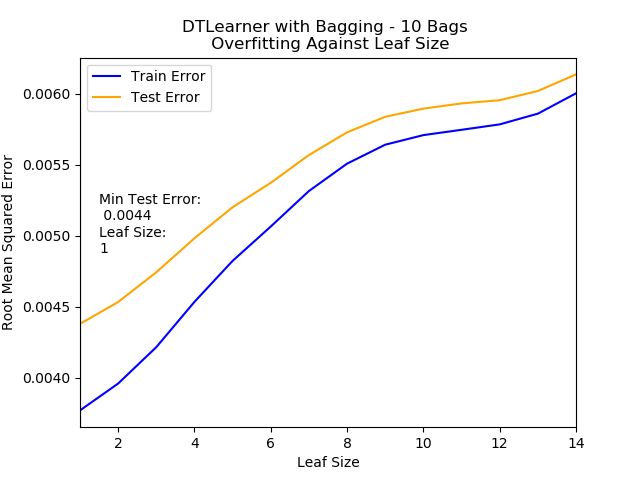 DTLearner with Bagging - 10 Bags
Overfitting Against Leaf Size
Train Error
Test Error
Min Test Error:
0.0044
Leaf Size:
1
Root Mean Squared Error
0.0060
0.0055
0.0050
0.0045
0.0040
2 4 6 8 10 12 14
Leaf Size